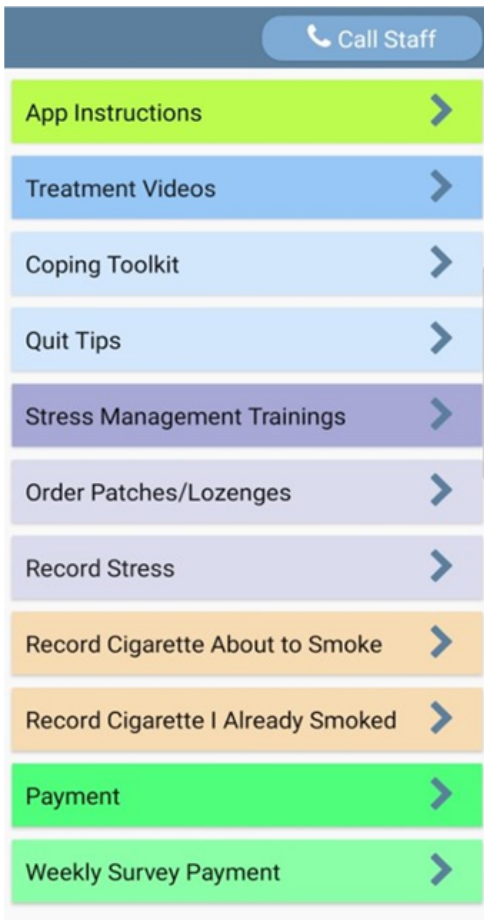 Call Staff
App Instructions
Treatment Videos
Coping Toolkit
Quit Tips
Stress Management Trainings
Order Patches/Lozenges
Record Stress
Record Cigarette About to Smoke
Record Cigarette I Already Smoked
Payment
Weekly Survey Payment